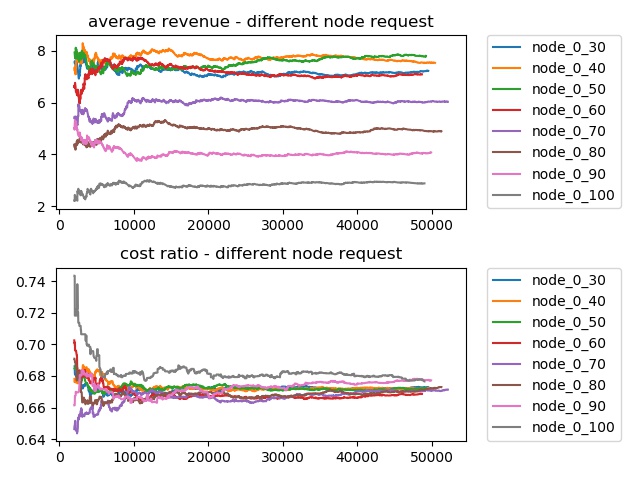 average revenue - different node request
8
6
4
2
0
10000
20000
30000
40000
50000
node_0_30
node_0_40
node_0_50
node_0_60
node_0_70
node_0_80
node_0_90
node_0_100
cost ratio - different node request
0.74
0.72
0.70
0.68
0.66
0.64
0
10000
20000
30000
40000
50000
node_0_30
node_0_40
node_0_50
node_0_60
node_0_70
node_0_80
node_0_90
node_0_100